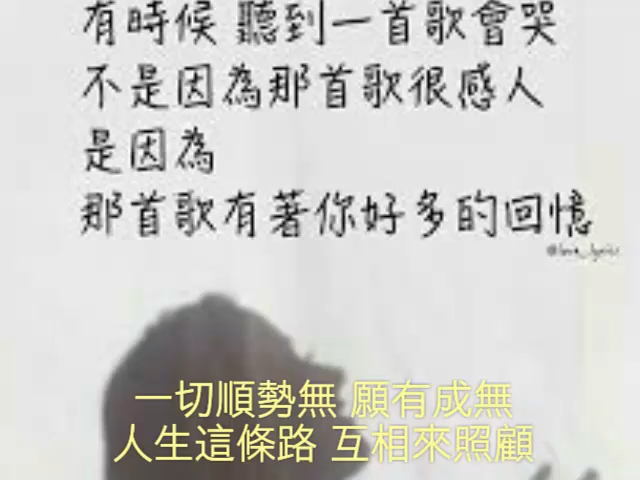 有時候 聽到一首歌會哭
不是因為那首歌很感人
是因為
那首歌有著你好多的回憶
一切順勢無 願有成無
人生這條路 互相來照顧